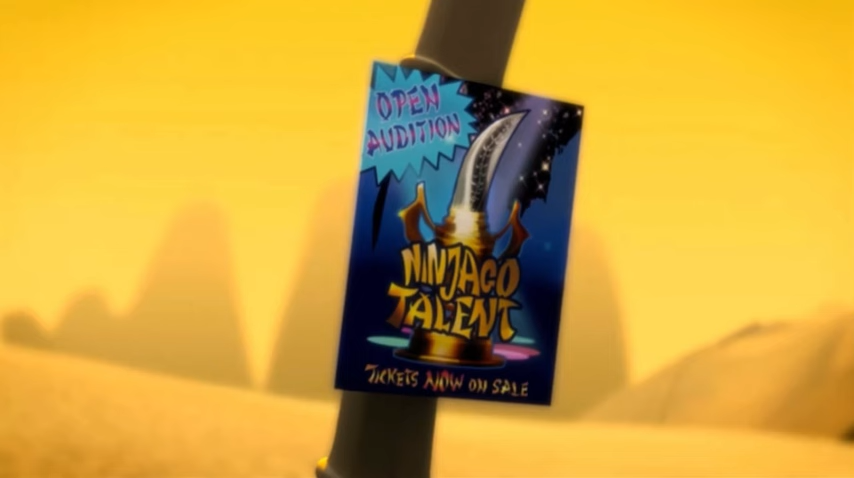 OPEN
AUDITION
NINJAGO
TALENT
TICKETS NOW ON SALE